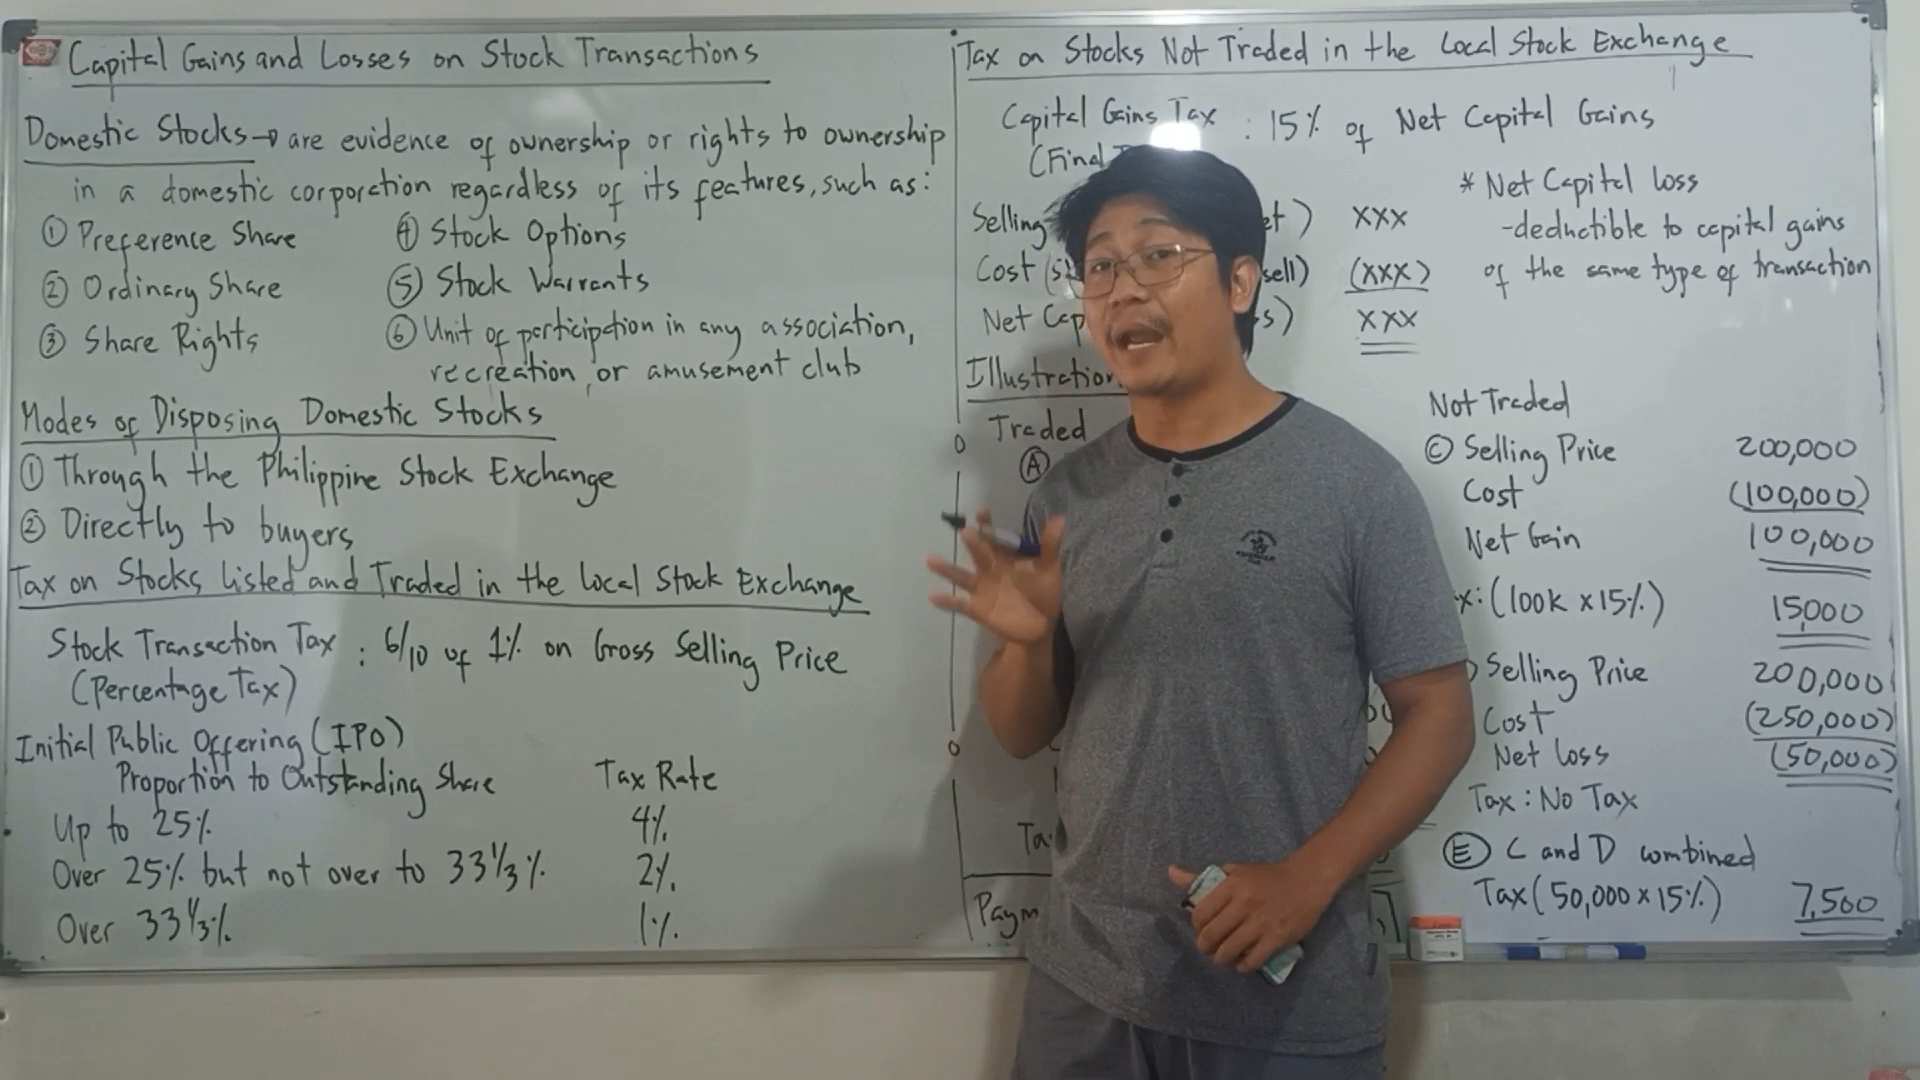 Capital Gains and Losses on Stock Transactions
Domestic Stocks → are evidence of ownership or rights to ownership
in a domestic corporation regardless of its features, such as:
① Preference Share
② Ordinary Share
③ Share Rights
④ Stock Options
⑤ Stock Warrants
⑥ Unit of participation in any association,
recreation, or amusement club
Modes of Disposing Domestic Stocks
① Through the Philippine Stock Exchange
② Directly to buyers
Tax on Stocks listed and Traded in the local Stock Exchange
Stock Transaction Tax : 6/10 of 1% on Gross Selling Price
(Percentage Tax)
Initial Public Offering (IPO)
Proportion to Outstanding Share Tax Rate
Up to 25% 4%
Over 25% but not over to 33 1/3 % 2%
Over 33 1/3 % 1%
Tax on Stocks Not Traded in the local Stock Exchange
Capital Gains Tax : 15% of Net Capital Gains
(Final
Selling ) XXX
Cost ( sell) (XXX)
Net Cap s) XXX
* Net Capital loss
-deductible to capital gains
of the same type of transaction
Illustration
Traded
Ⓐ
Ta
Paym
Not Traded
Ⓒ Selling Price 200,000
Cost (100,000)
Net Gain 100,000
x: (100K x 15%) 15,000
Selling Price 200,000
Cost (250,000)
Net loss (50,000)
Tax : No Tax
Ⓔ C and D combined
Tax (50,000 x 15%) 7,500